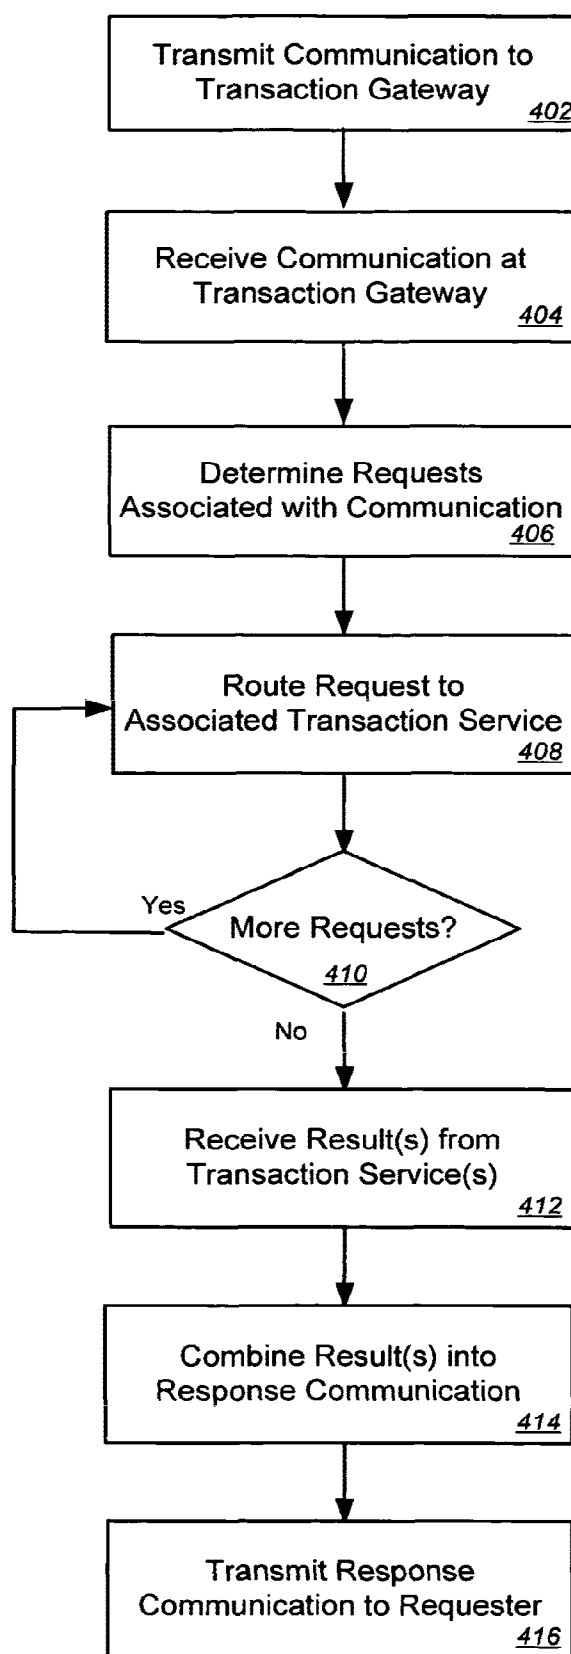 Transmit Communication to
Transaction Gateway
402
Receive Communication at
Transaction Gateway
404
Determine Requests
Associated with Communication
406
Route Request to
Associated Transaction Service
408
Yes
More Requests?
410
No
Receive Result(s) from
Transaction Service(s)
412
Combine Result(s) into
Response Communication
414
Transmit Response
Communication to Requester
416